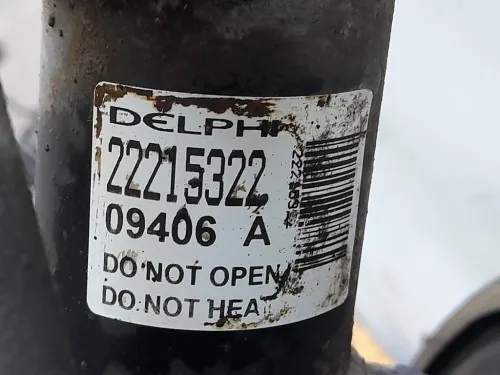 DELPHI
22215322
09406 A
DO NOT OPEN
DO NOT HEA